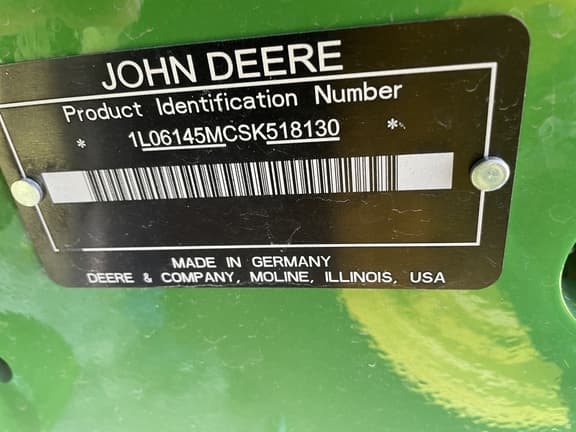 JOHN DEERE
Product Identification Number
* 1L06145MCSK518130 *
MADE IN GERMANY
DEERE & COMPANY, MOLINE, ILLINOIS, USA